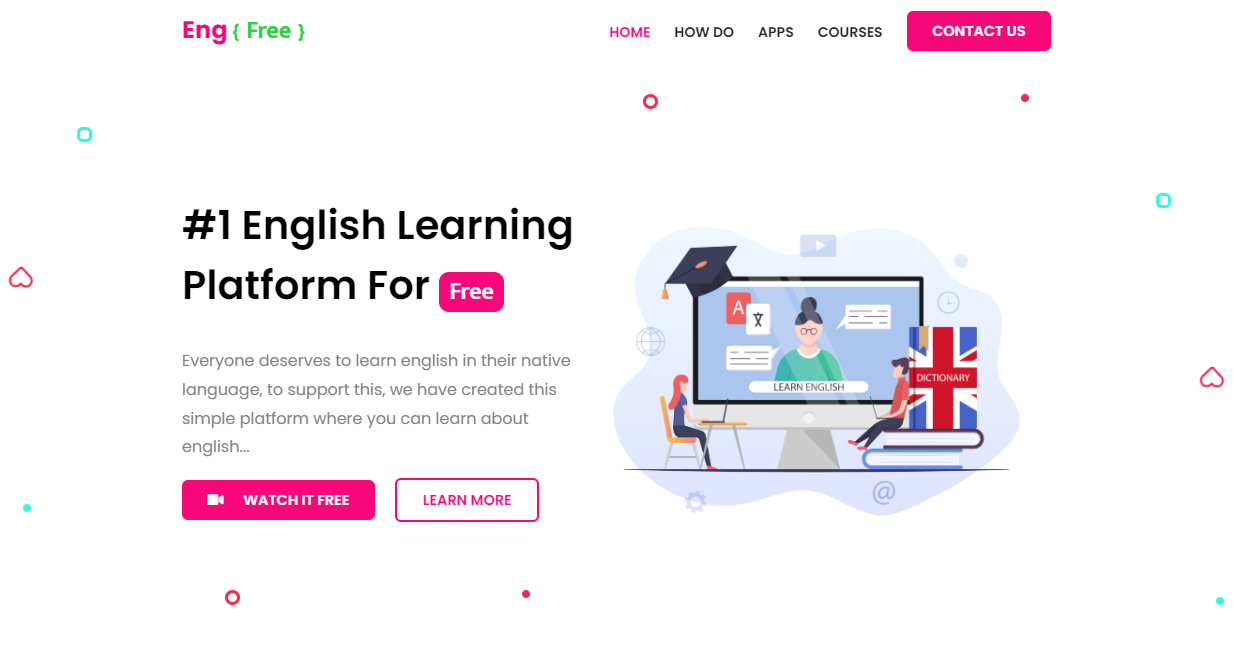 Eng { Free }
HOME HOW DO APPS COURSES CONTACT US
#1 English Learning
Platform For Free
Everyone deserves to learn english in their native
language, to support this, we have created this
simple platform where you can learn about
english...
WATCH IT FREE LEARN MORE
A
LEARN ENGLISH
DICTIONARY
@